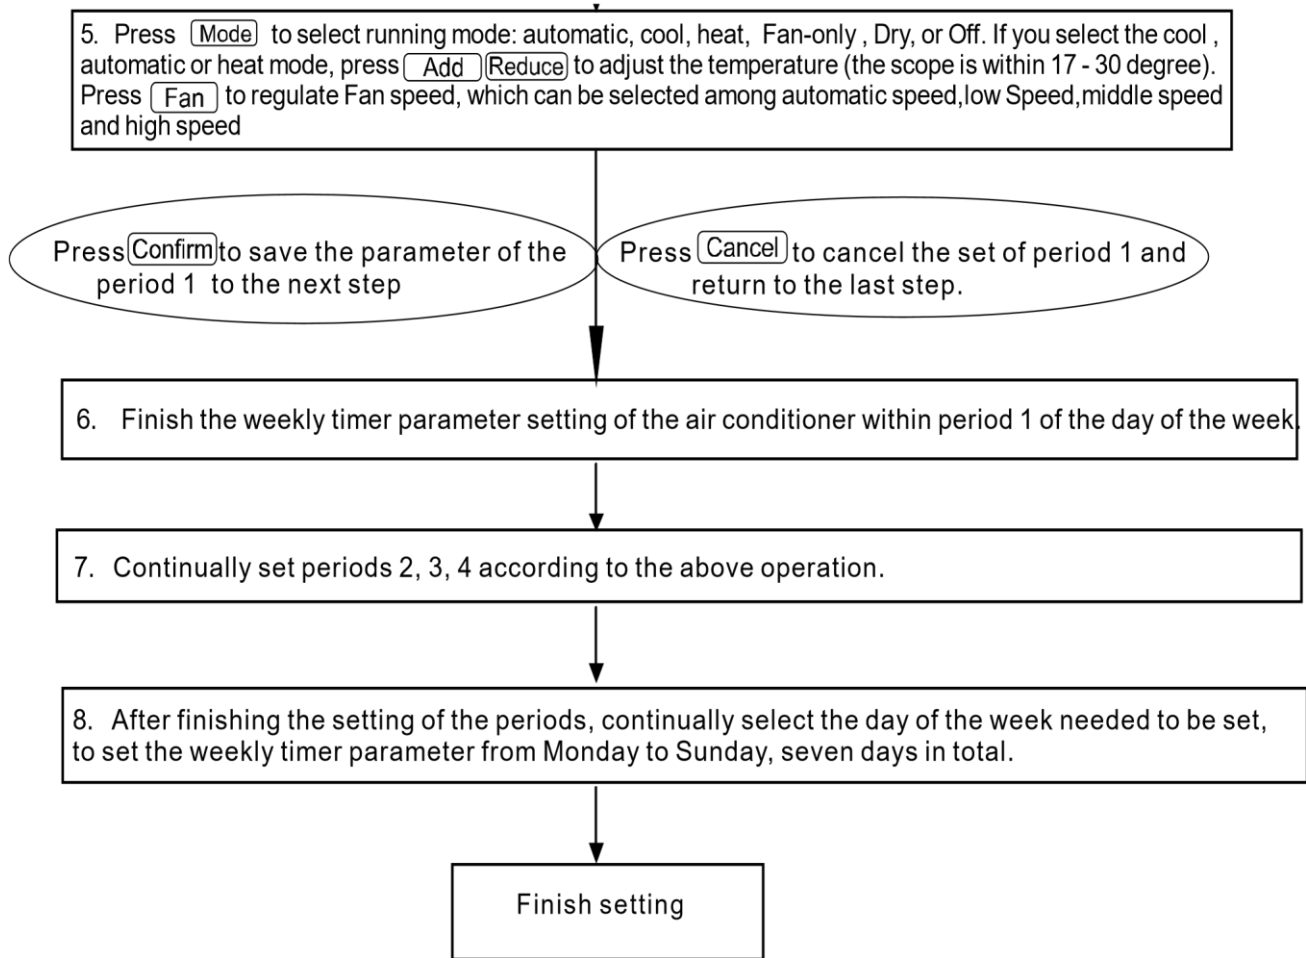 5. Press Mode to select running mode: automatic, cool, heat, Fan-only , Dry, or Off. If you select the cool ,
automatic or heat mode, press Add Reduce to adjust the temperature (the scope is within 17 - 30 degree).
Press Fan to regulate Fan speed, which can be selected among automatic speed,low Speed,middle speed
and high speed
Press Confirm to save the parameter of the
period 1 to the next step
Press Cancel to cancel the set of period 1 and
return to the last step.
6. Finish the weekly timer parameter setting of the air conditioner within period 1 of the day of the week.
7. Continually set periods 2, 3, 4 according to the above operation.
8. After finishing the setting of the periods, continually select the day of the week needed to be set,
to set the weekly timer parameter from Monday to Sunday, seven days in total.
Finish setting